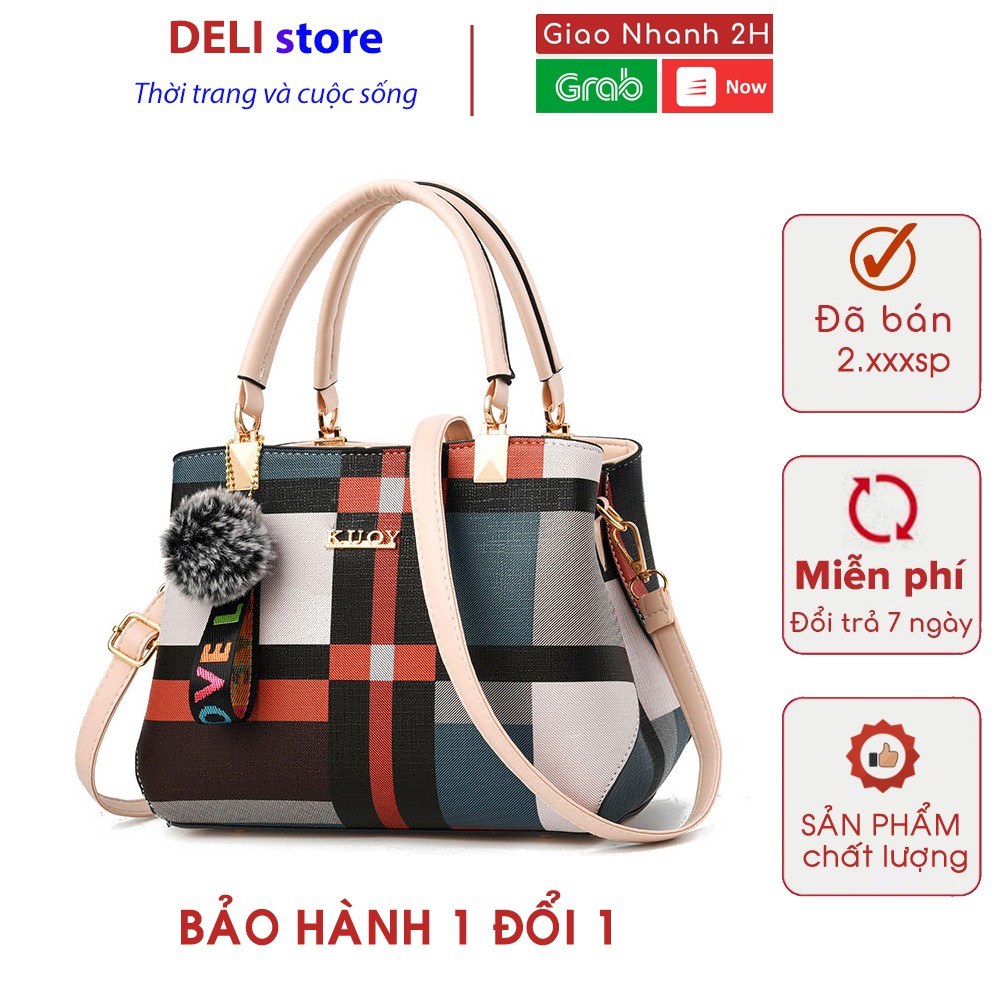 DELI store
Thời trang và cuộc sống
Giao Nhanh 2H
Grab
Now
Đã bán
2.xxxsp
Miễn phí
Đổi trả 7 ngày
SẢN PHẨM
chất lượng
KUQY
LOVE
BẢO HÀNH 1 ĐỔI 1